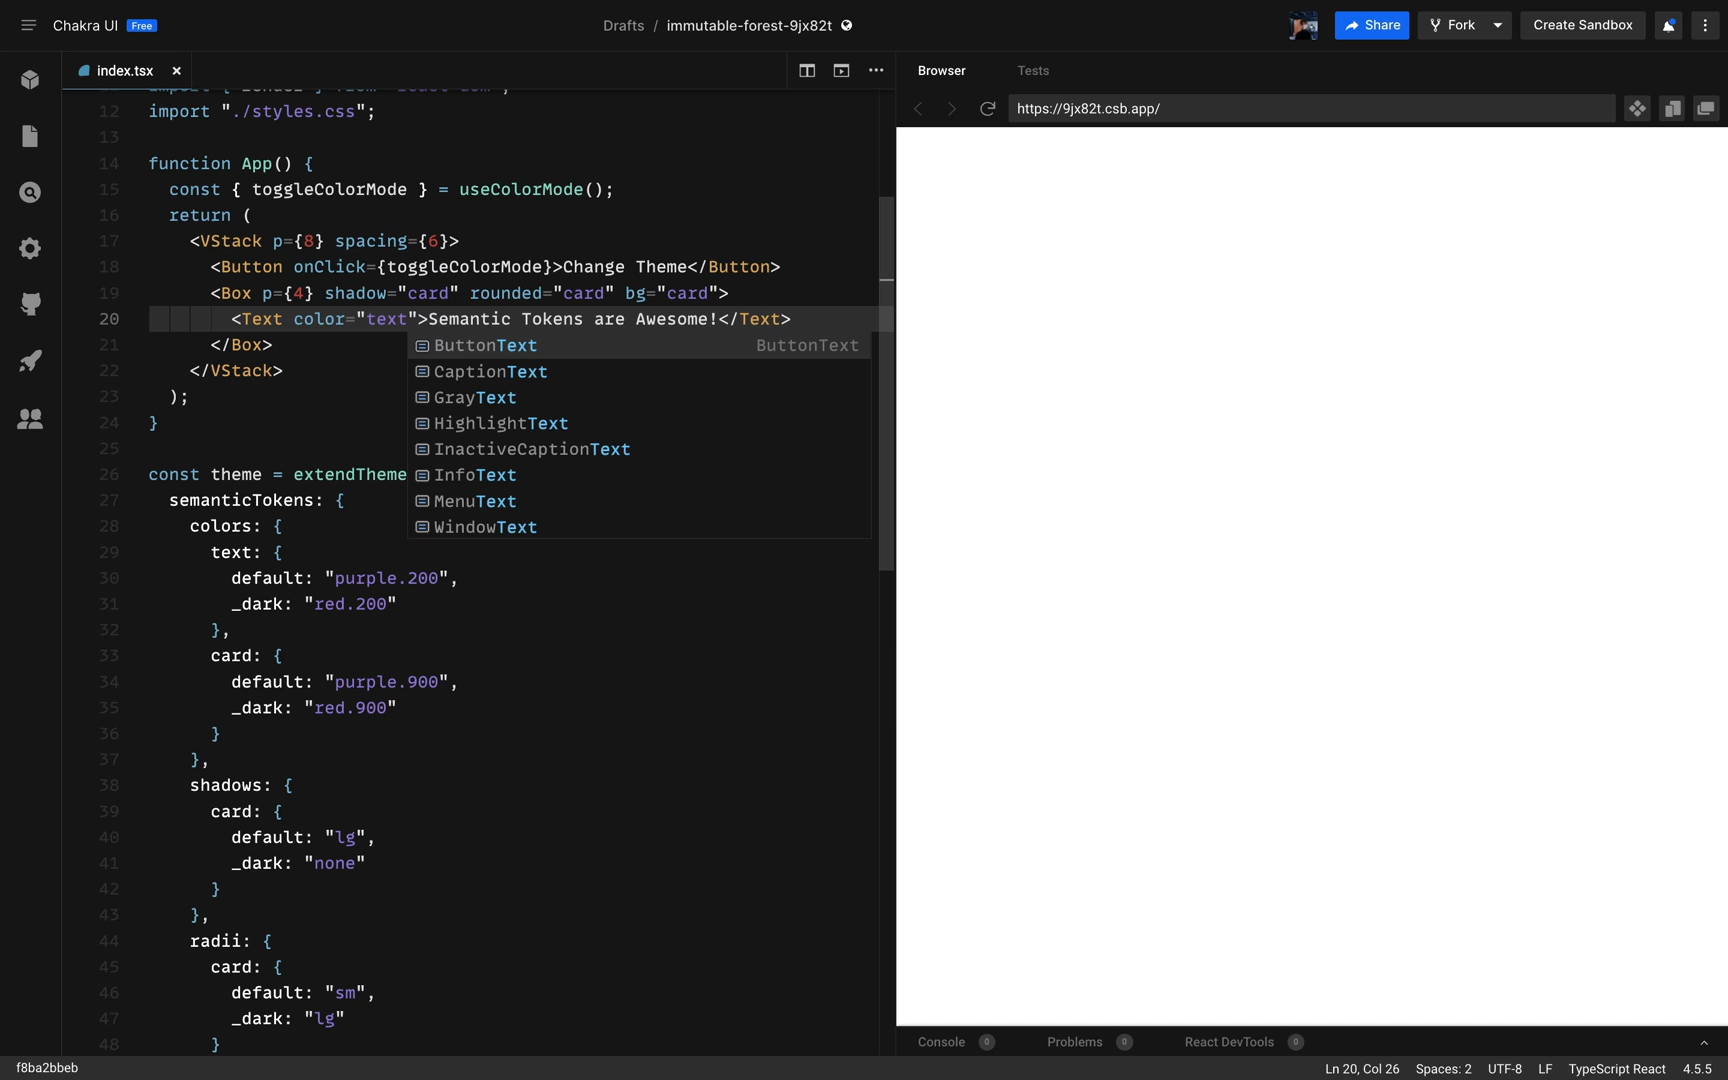 Chakra UI Free
Drafts / immutable-forest-9jx82t
Share
Fork
Create Sandbox
index.tsx
Browser
Tests
https://9jx82t.csb.app/
12 import "./styles.css";
13
14 function App() {
15 const { toggleColorMode } = useColorMode();
16 return (
17 <VStack p={8} spacing={6}>
18 <Button onClick={toggleColorMode}>Change Theme</Button>
19 <Box p={4} shadow="card" rounded="card" bg="card">
20 <Text color="text">Semantic Tokens are Awesome!</Text>
21 </Box>
22 </VStack>
23 );
24 }
25
26 const theme = extendTheme
27 semanticTokens: {
28 colors: {
29 text: {
30 default: "purple.200",
31 _dark: "red.200"
32 },
33 card: {
34 default: "purple.900",
35 _dark: "red.900"
36 }
37 },
38 shadows: {
39 card: {
40 default: "lg",
41 _dark: "none"
42 }
43 },
44 radii: {
45 card: {
46 default: "sm",
47 _dark: "lg"
48 }
ButtonText ButtonText
CaptionText
GrayText
HighlightText
InactiveCaptionText
InfoText
MenuText
WindowText
Console 0
Problems 0
React DevTools 0
f8ba2bbeb
Ln 20, Col 26
Spaces: 2
UTF-8
LF
TypeScript React
4.5.5